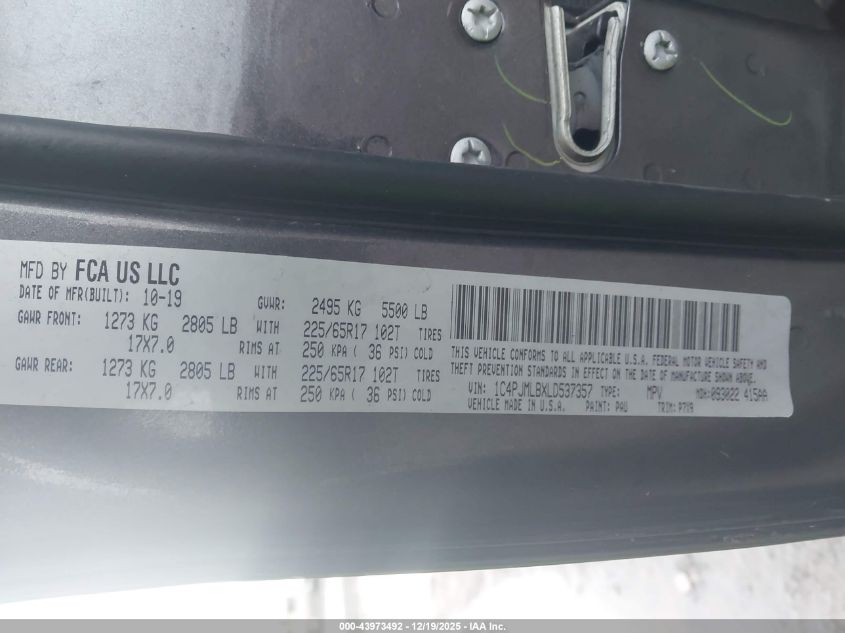 MFD BY FCA US LLC
DATE OF MFR(BUILT): 10-19 GVWR: 2495 KG 5500 LB
GAWR FRONT: 1273 KG 2805 LB WITH 225/65R17 102T TIRES
17X7.0 RIMS AT 250 KPA ( 36 PSI) COLD
GAWR REAR: 1273 KG 2805 LB WITH 225/65R17 102T TIRES
17X7.0 RIMS AT 250 KPA ( 36 PSI) COLD
THIS VEHICLE CONFORMS TO ALL APPLICABLE U.S.A. FEDERAL MOTOR VEHICLE SAFETY AND
THEFT PREVENTION STANDARDS IN EFFECT ON THE DATE OF MANUFACTURE SHOWN ABOVE.
VIN: 1C4PJMLBXLD537357 TYPE: MPV MDH:093022 415AA
VEHICLE MADE IN U.S.A. PAINT: PAU TRIM: P7X9
000-43973492 - 12/19/2025 - IAA Inc.